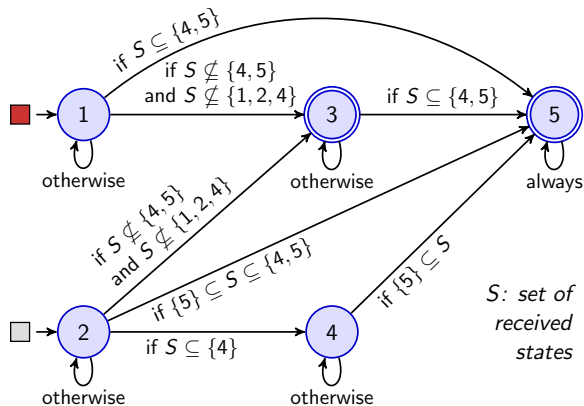 if S ⊆ {4, 5}
if S ⊈ {4, 5}
and S ⊈ {1, 2, 4}
if S ⊆ {4, 5}
1
3
5
otherwise
otherwise
always
if S ⊈ {4, 5}
and S ⊈ {1, 2, 4}
if {5} ⊆ S ⊆ {4, 5}
if {5} ⊆ S
S: set of
received
states
2
4
if S ⊆ {4}
otherwise
otherwise